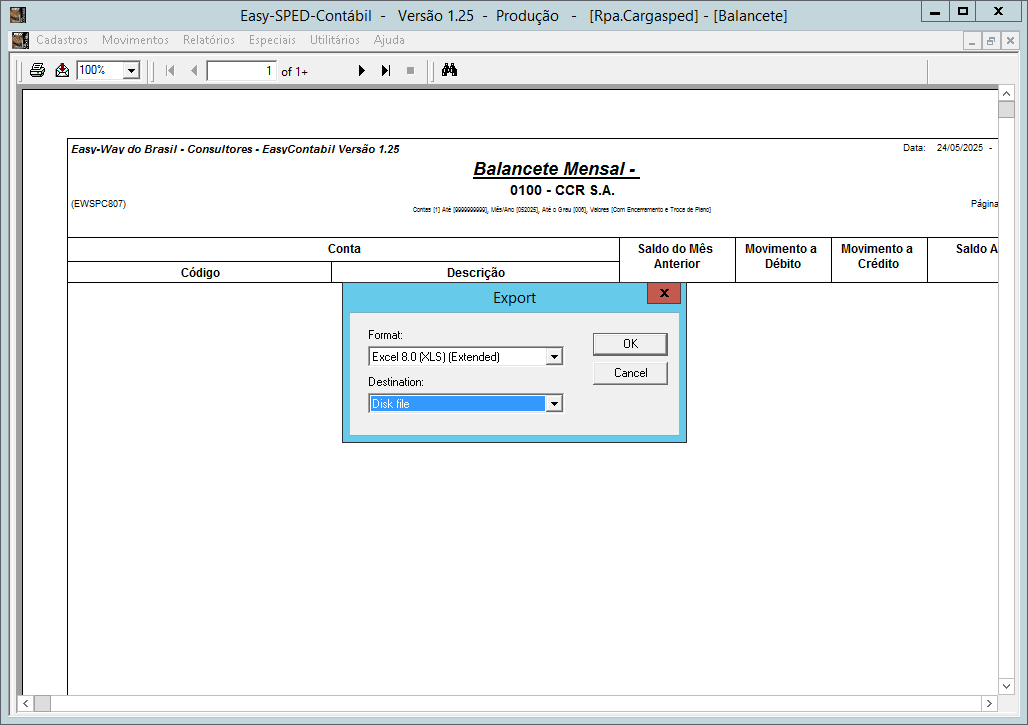 Easy-SPED-Contábil - Versão 1.25 - Produção - [Rpa.Cargasped] - [Balancete]
Cadastros Movimentos Relatórios Especiais Utilitários Ajuda
100% 1 of 1+
Easy-Way do Brasil - Consultores - EasyContabil Versão 1.25
Data: 24/05/2025 -
Balancete Mensal -
0100 - CCR S.A.
(EWSPC807)
Contas [1] Até [9999999999], Mês/Ano [052025], Até o Grau [006], Valores [Com Encerramento e Troca de Plano]
Página
Conta
Saldo do Mês
Anterior
Movimento a
Débito
Movimento a
Crédito
Saldo A
Código
Descrição
Export
Format:
Excel 8.0 (XLS) (Extended)
Destination:
Disk file
OK
Cancel